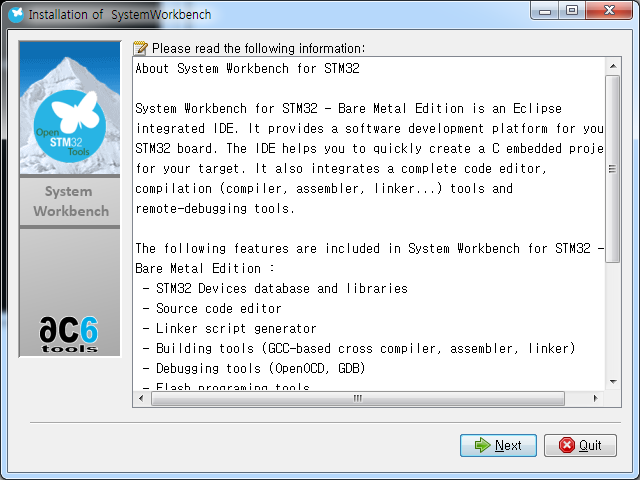 Installation of  SystemWorkbench
Please read the following information:
About System Workbench for STM32
System Workbench for STM32 - Bare Metal Edition is an Eclipse
integrated IDE. It provides a software development platform for you
STM32 board. The IDE helps you to quickly create a C embedded proje
for your target. It also integrates a complete code editor,
compilation (compiler, assembler, linker...) tools and
remote-debugging tools.
The following features are included in System Workbench for STM32 -
Bare Metal Edition :
- STM32 Devices database and libraries
- Source code editor
- Linker script generator
- Building tools (GCC-based cross compiler, assembler, linker)
- Debugging tools (OpenOCD, GDB)
- Flash programing tools
Open
STM32
Tools
System
Workbench
ac6
tools
Next
Quit